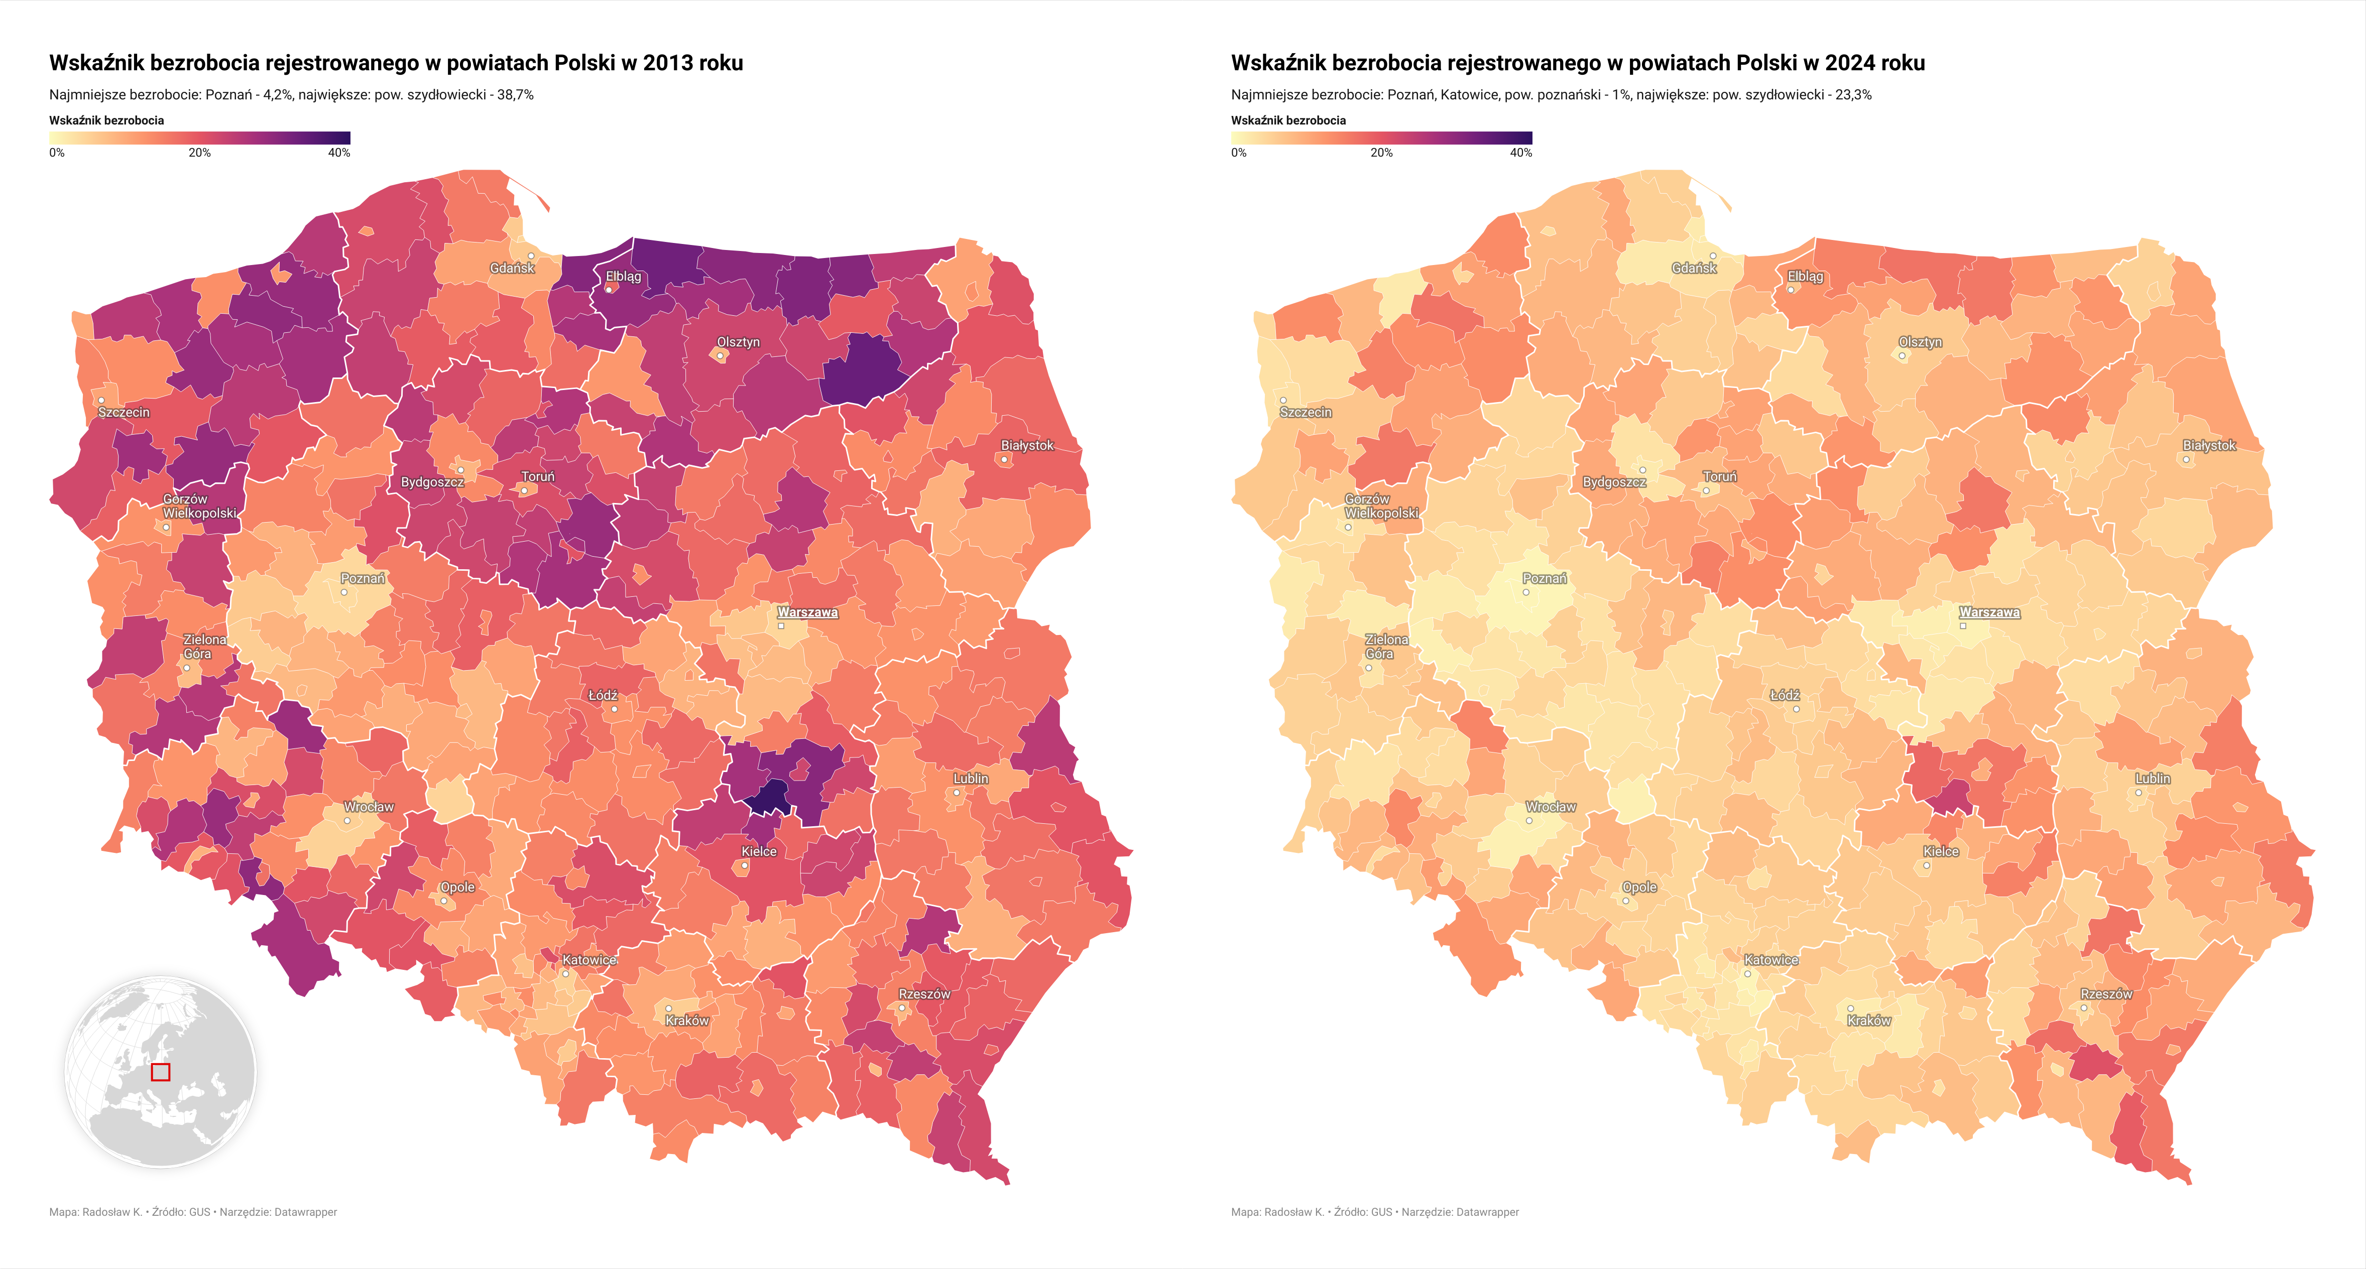 Wskaźnik bezrobocia rejestrowanego w powiatach Polski w 2013 roku
Najmniejsze bezrobocie: Poznań - 4,2%, największe: pow. szydłowiecki - 38,7%
Wskaźnik bezrobocia
0% 20% 40%
Gdańsk
Elbląg
Olsztyn
Szczecin
Białystok
Toruń
Bydgoszcz
Gorzów
Wielkopolski
Poznań
Warszawa
Zielona
Góra
Łódź
Lublin
Wrocław
Kielce
Opole
Katowice
Rzeszów
Kraków
Mapa: Radosław K. • Źródło: GUS • Narzędzie: Datawrapper
Wskaźnik bezrobocia rejestrowanego w powiatach Polski w 2024 roku
Najmniejsze bezrobocie: Poznań, Katowice, pow. poznański - 1%, największe: pow. szydłowiecki - 23,3%
Wskaźnik bezrobocia
0% 20% 40%
Gdańsk
Elbląg
Olsztyn
Szczecin
Białystok
Toruń
Bydgoszcz
Gorzów
Wielkopolski
Poznań
Warszawa
Zielona
Góra
Łódź
Lublin
Wrocław
Kielce
Opole
Katowice
Rzeszów
Kraków
Mapa: Radosław K. • Źródło: GUS • Narzędzie: Datawrapper